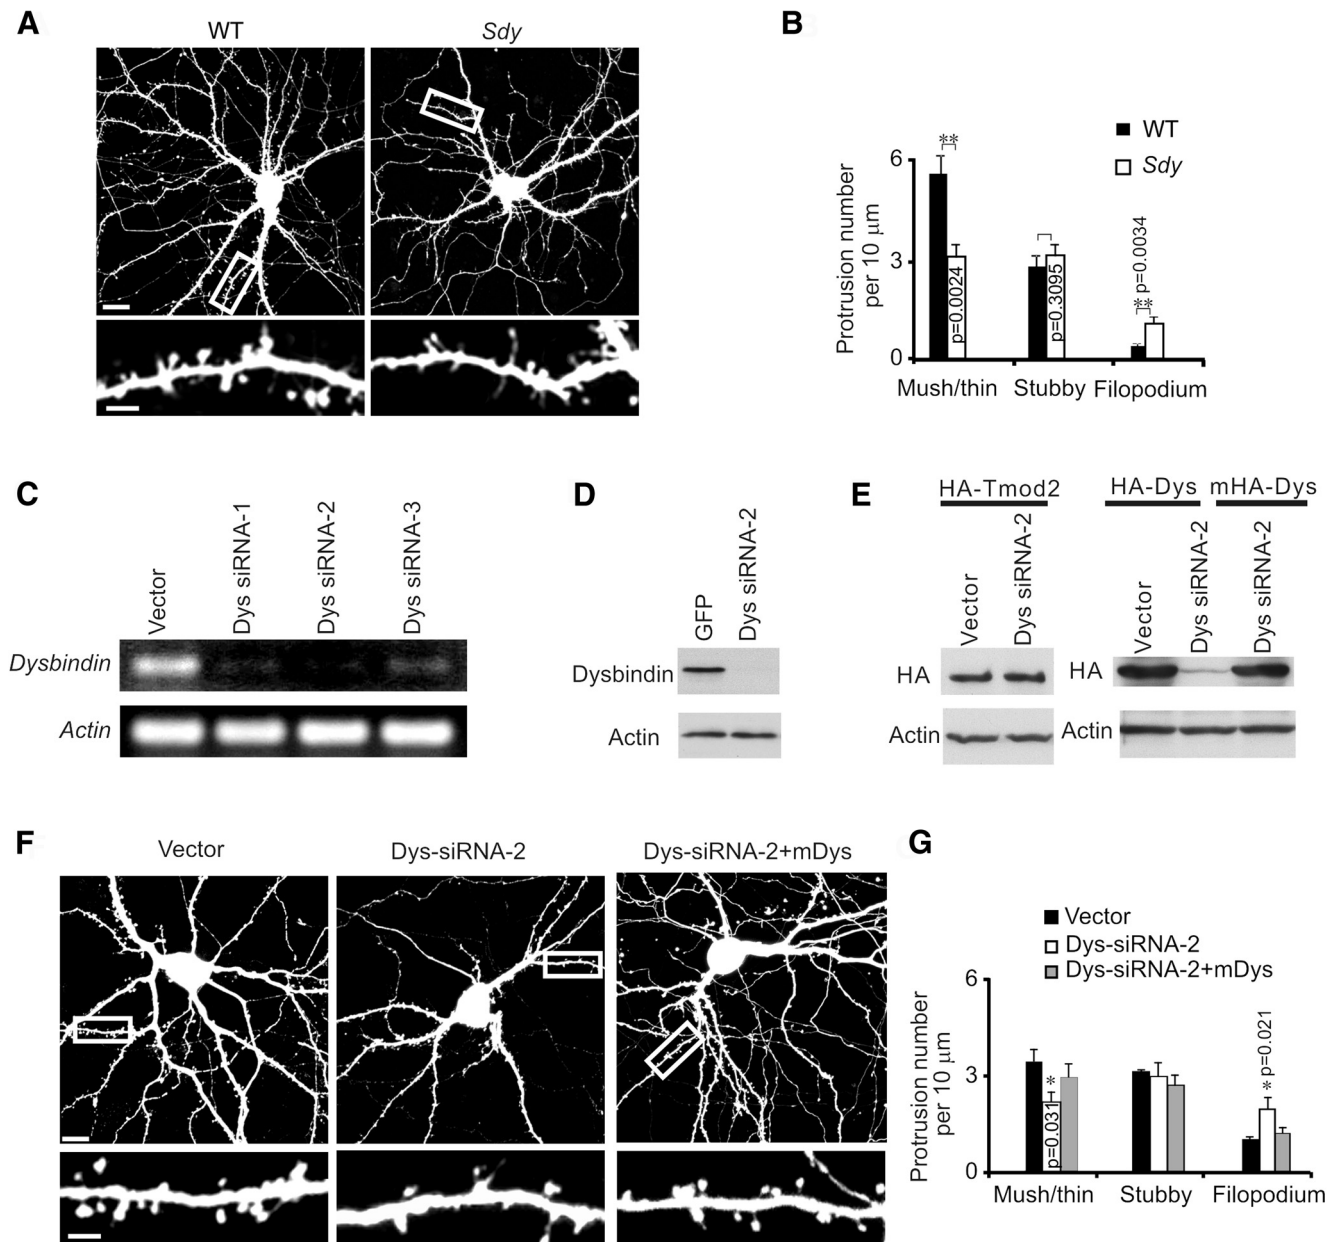 A
WT
Sdy
B
WT
Sdy
Protrusion number
per 10 μm
6
3
0
**
p=0.0024
p=0.3095
**
p=0.0034
Mush/thin Stubby Filopodium
C
Vector
Dys siRNA-1
Dys siRNA-2
Dys siRNA-3
Dysbindin
Actin
D
GFP
Dys siRNA-2
Dysbindin
Actin
E
HA-Tmod2
Vector
Dys siRNA-2
HA
Actin
HA-Dys mHA-Dys
Vector
Dys siRNA-2
Dys siRNA-2
HA
Actin
F
Vector
Dys-siRNA-2
Dys-siRNA-2+mDys
G
Vector
Dys-siRNA-2
Dys-siRNA-2+mDys
Protrusion number
per 10 μm
6
3
0
*
p=0.031
* p=0.021
Mush/thin Stubby Filopodium